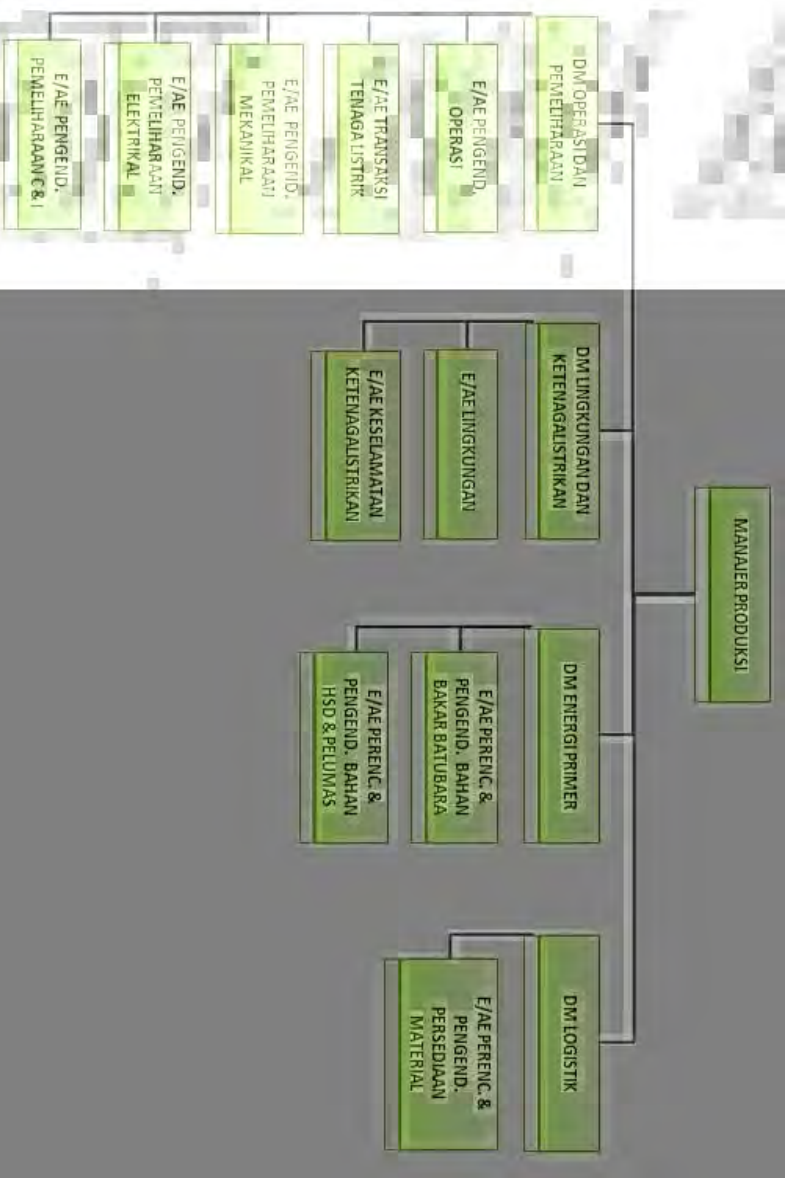 MANAJER PRODUKSI
DM OPERASI DAN
PEMELIHARAAN
E/AE PENGEND.
OPERASI
E/AE TRANSAKSI
TENAGA LISTRIK
E/AE PENGEND.
PEMELIHARAAN
MEKANIKAL
E/AE PENGEND.
PEMELIHARAAN
ELEKTRIKAL
E/AE PENGEND.
PEMELIHARAAN C & I
DM LINGKUNGAN DAN
KETENAGALISTRIKAN
E/AE LINGKUNGAN
E/AE KESELAMATAN
KETENAGALISTRIKAN
DM ENERGI PRIMER
E/AE PERENC. &
PENGEND. BAHAN
BAKAR BATUBARA
E/AE PERENC. &
PENGEND. BAHAN
HSD & PELUMAS
DM LOGISTIK
E/AE PERENC. &
PENGEND.
PERSEDIAAN
MATERIAL